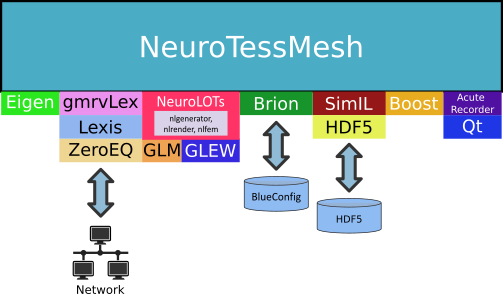 NeuroTessMesh
Eigen
gmrvLex
NeuroLOTs
nlgenerator,
nlrender, nlfem
Brion
SimIL
Boost
Acute
Recorder
Lexis
HDF5
Qt
ZeroEQ
GLM
GLEW
BlueConfig
HDF5
Network